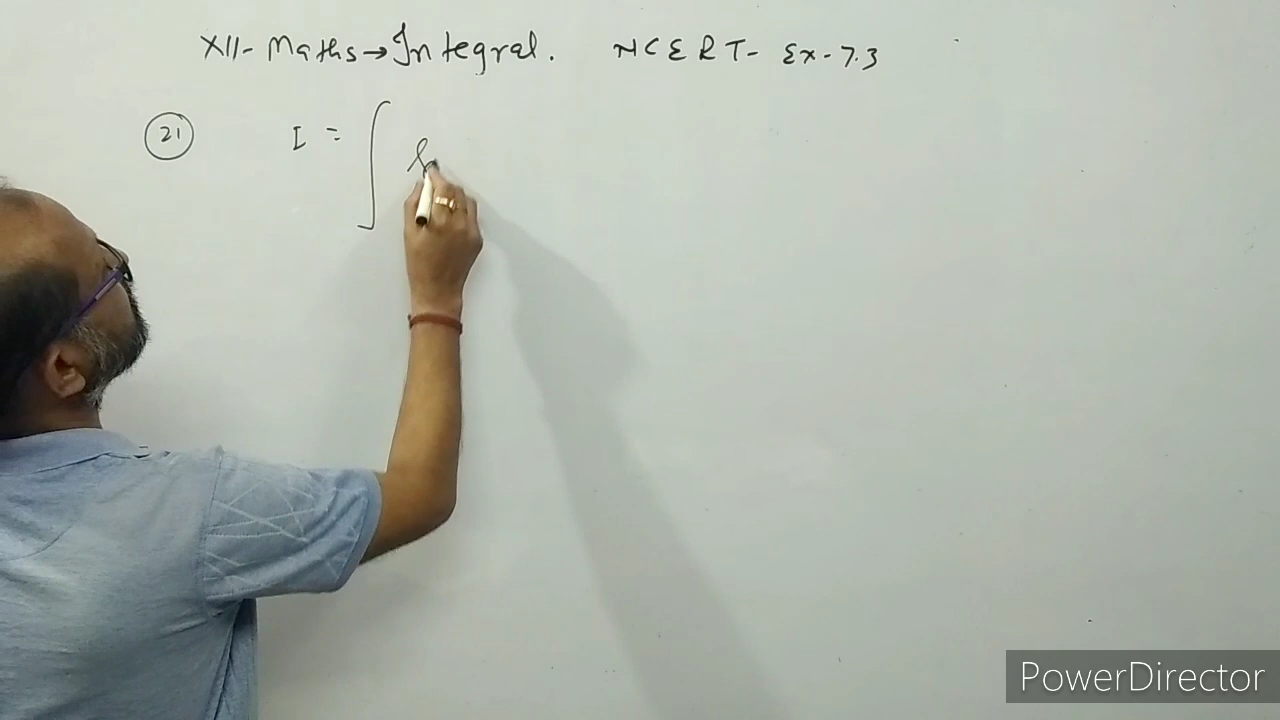 XII- Maths → Integral. NCERT- Ex-7.3
21 I = ∫
PowerDirector